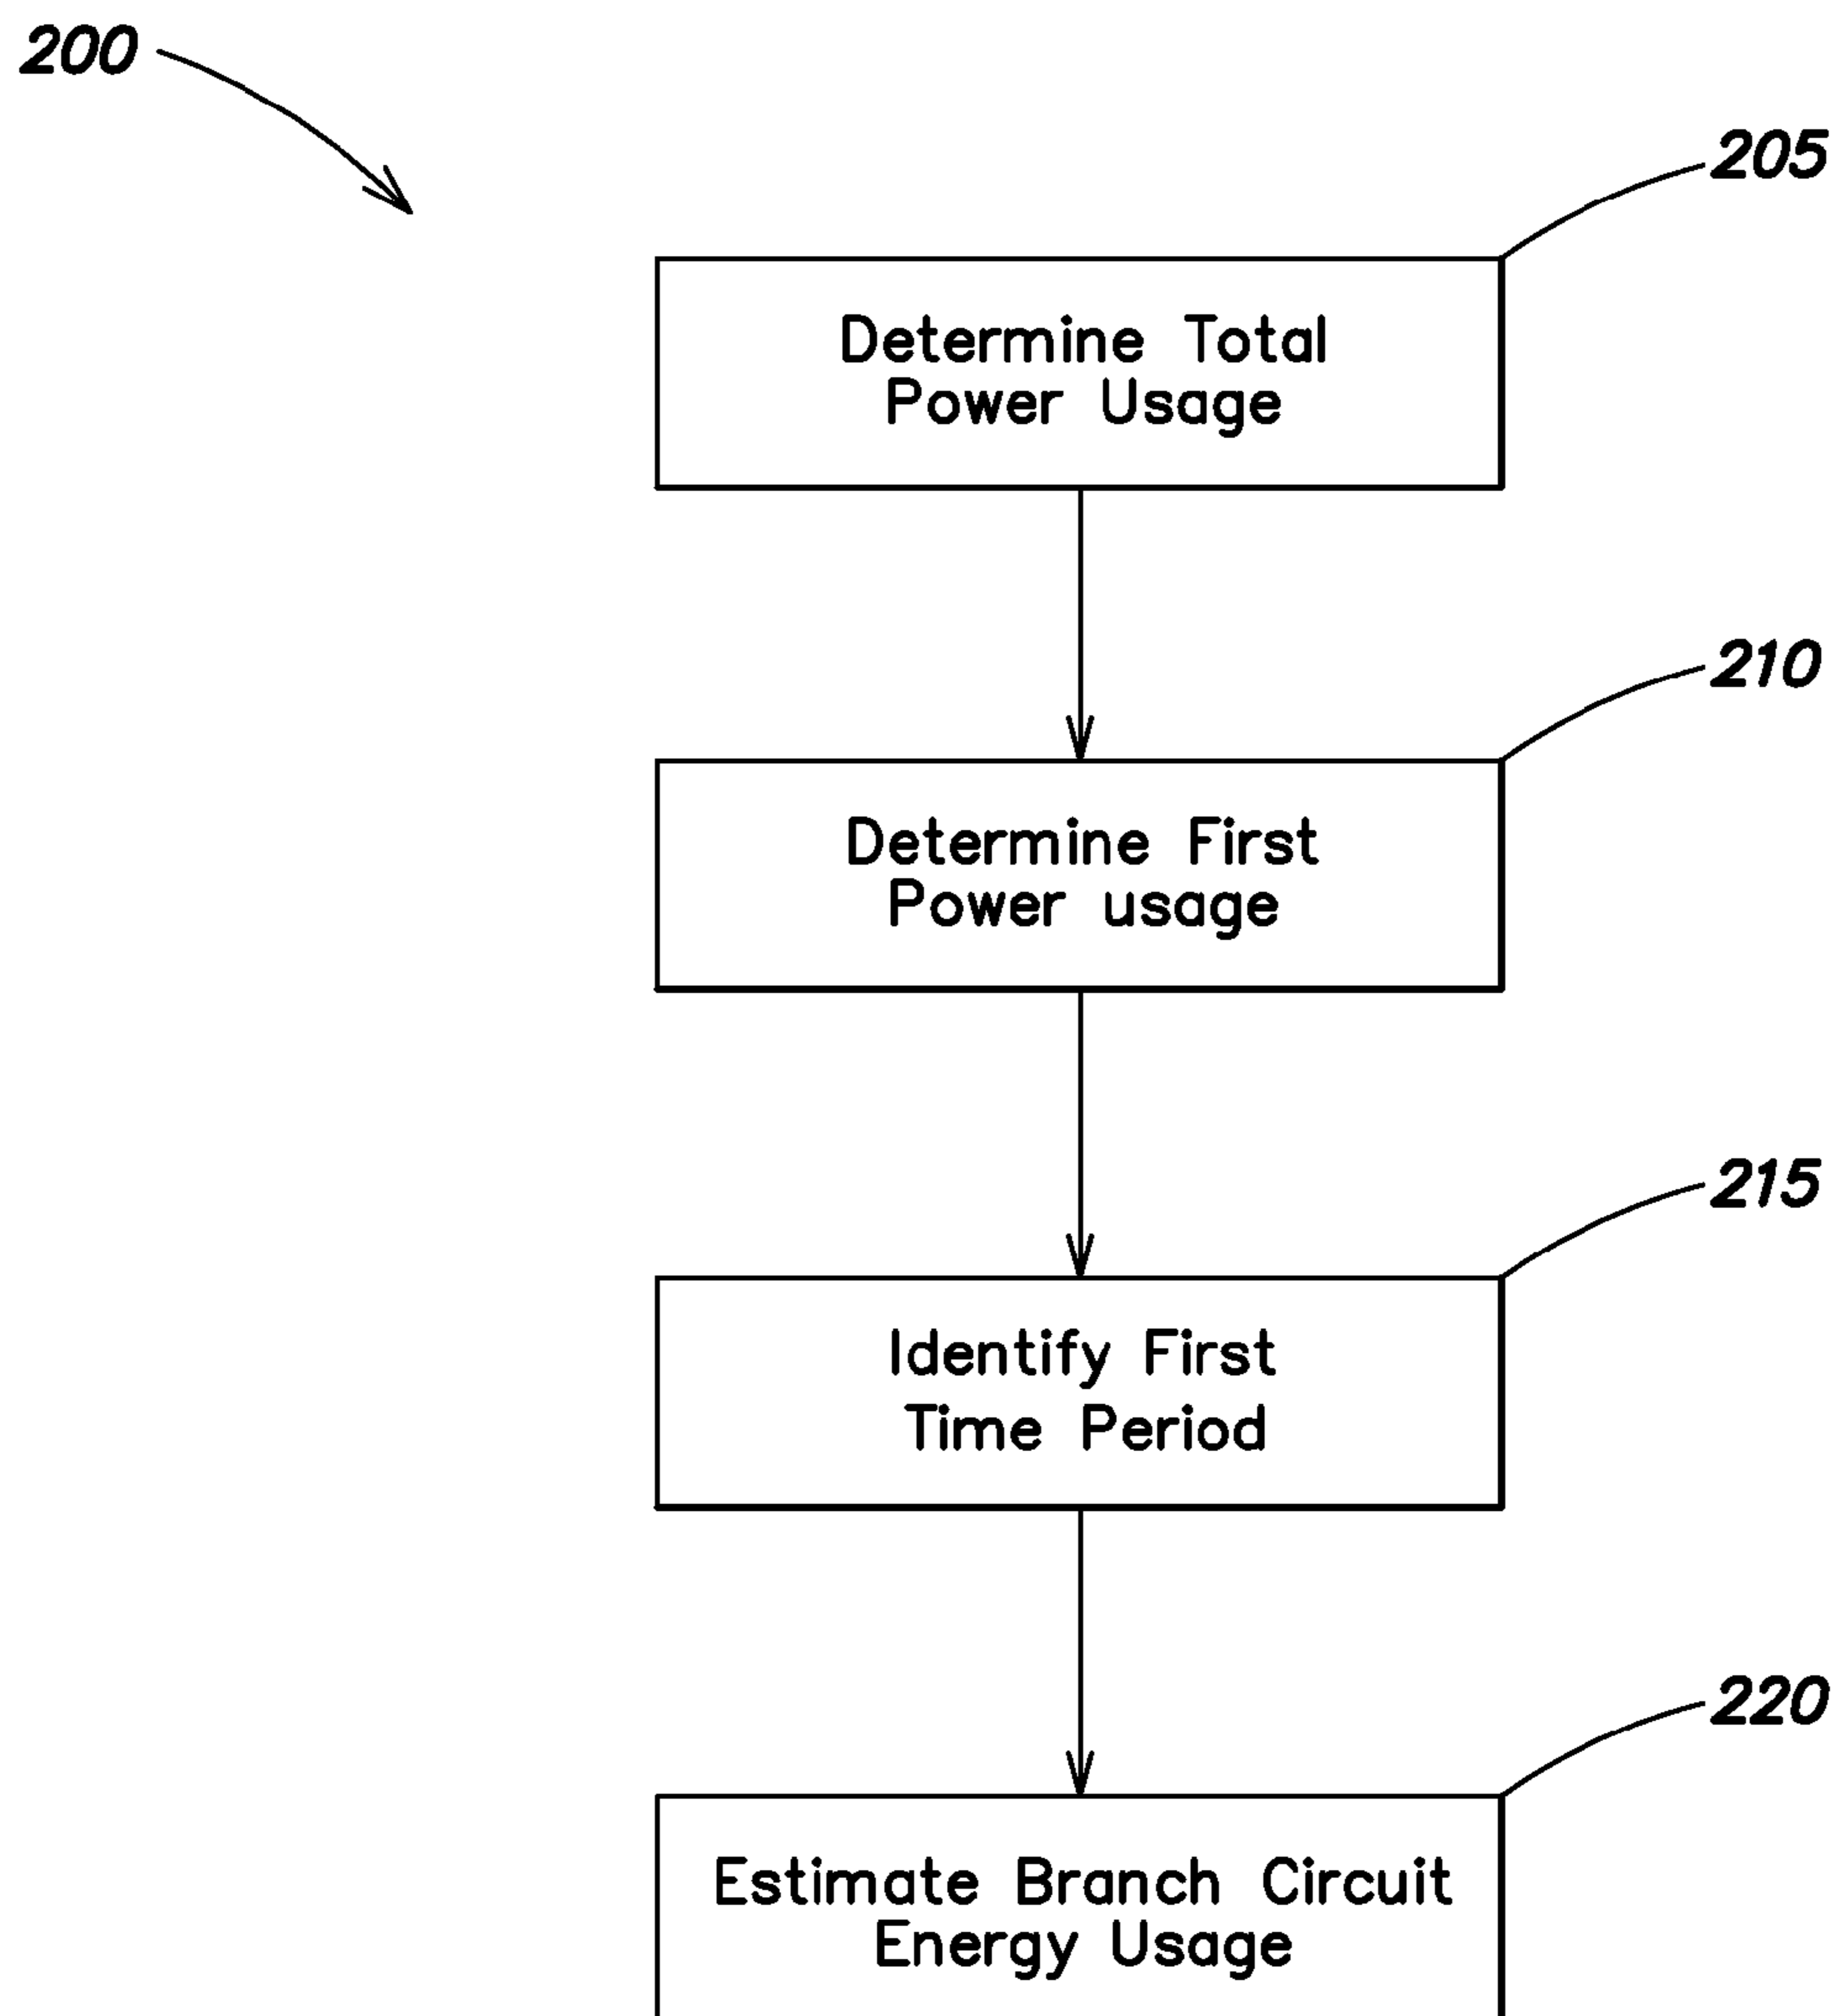 200
205
Determine Total
Power Usage
210
Determine First
Power usage
215
Identify First
Time Period
220
Estimate Branch Circuit
Energy Usage